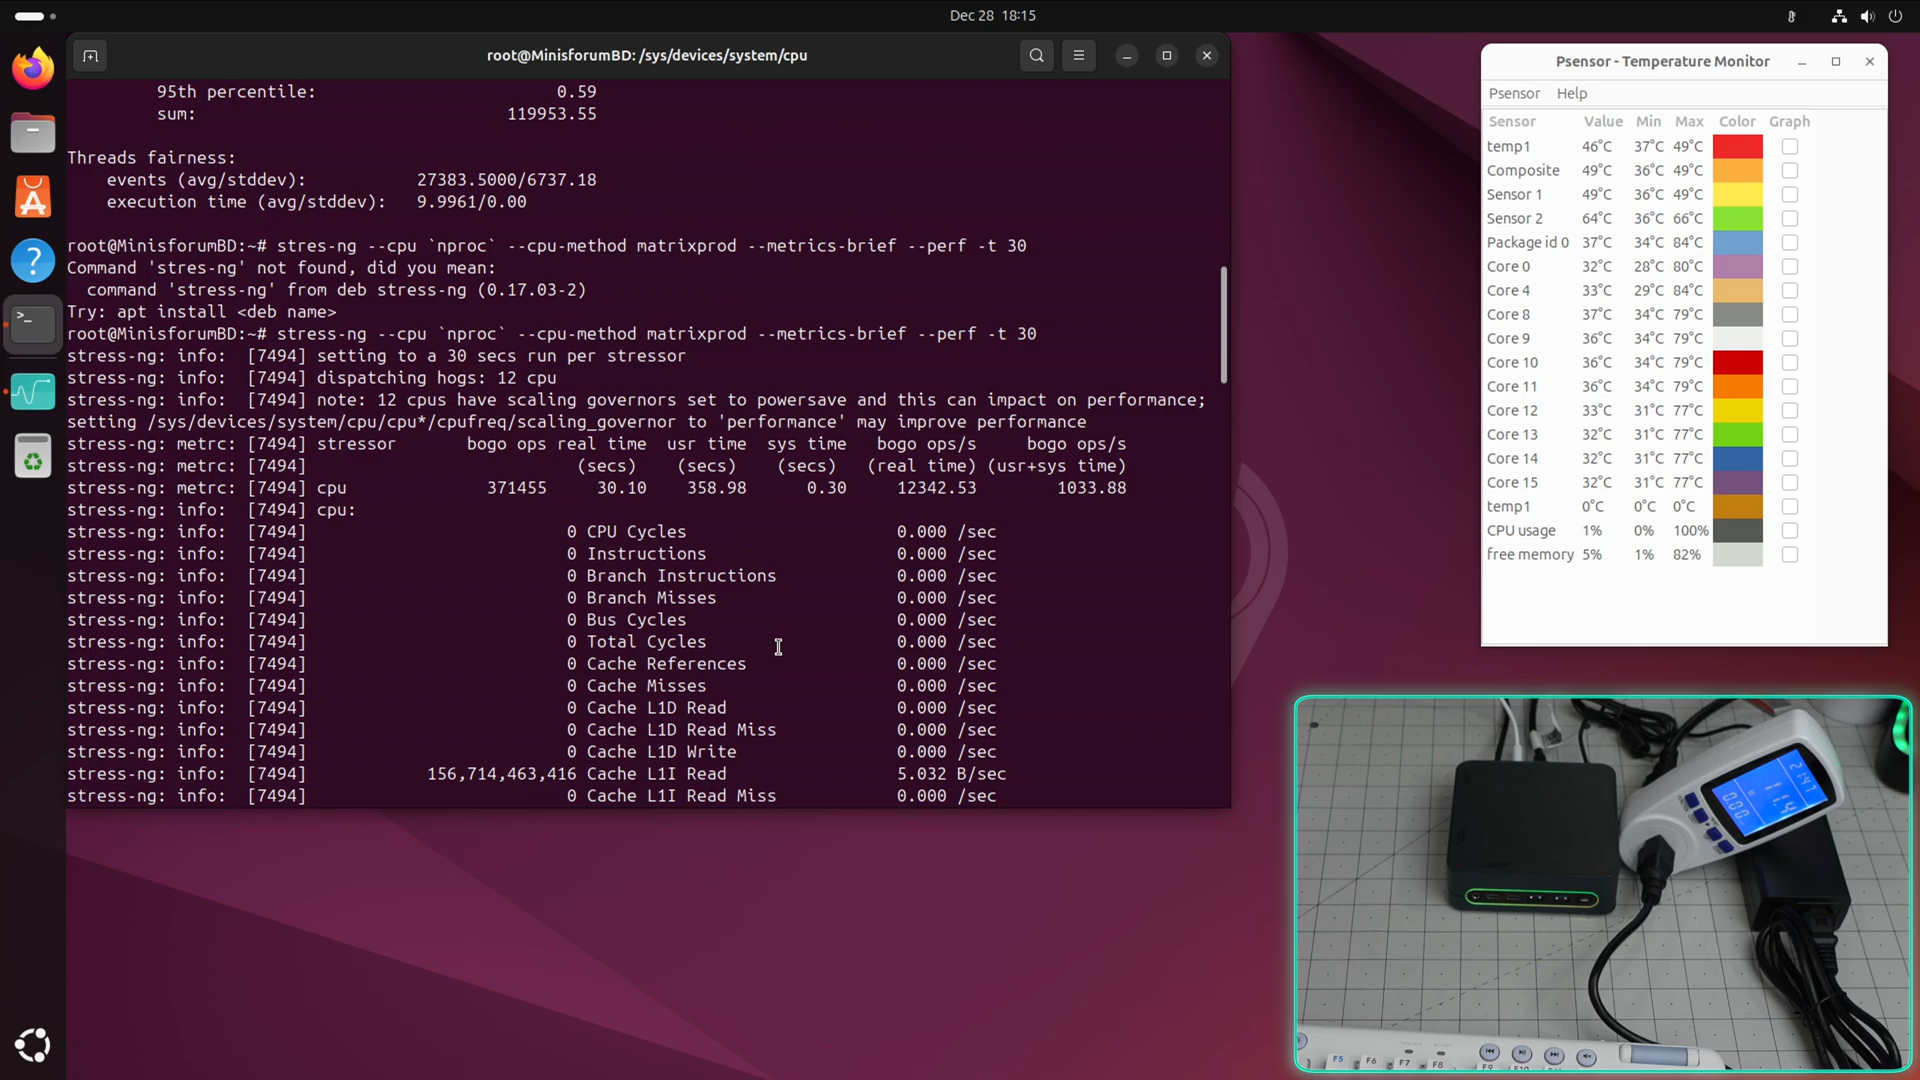 Dec 28 18:15
root@MinisforumBD: /sys/devices/system/cpu
95th percentile: 0.59
sum: 119953.55
Threads fairness:
events (avg/stddev): 27383.5000/6737.18
execution time (avg/stddev): 9.9961/0.00
root@MinisforumBD:~# stres-ng --cpu `nproc` --cpu-method matrixprod --metrics-brief --perf -t 30
Command 'stres-ng' not found, did you mean:
command 'stress-ng' from deb stress-ng (0.17.03-2)
Try: apt install <deb name>
root@MinisforumBD:~# stress-ng --cpu `nproc` --cpu-method matrixprod --metrics-brief --perf -t 30
stress-ng: info: [7494] setting to a 30 secs run per stressor
stress-ng: info: [7494] dispatching hogs: 12 cpu
stress-ng: info: [7494] note: 12 cpus have scaling governors set to powersave and this can impact on performance;
setting /sys/devices/system/cpu/cpu*/cpufreq/scaling_governor to 'performance' may improve performance
stress-ng: metrc: [7494] stressor bogo ops real time usr time sys time bogo ops/s bogo ops/s
stress-ng: metrc: [7494] (secs) (secs) (secs) (real time) (usr+sys time)
stress-ng: metrc: [7494] cpu 371455 30.10 358.98 0.30 12342.53 1033.88
stress-ng: info: [7494] cpu:
stress-ng: info: [7494] 0 CPU Cycles 0.000 /sec
stress-ng: info: [7494] 0 Instructions 0.000 /sec
stress-ng: info: [7494] 0 Branch Instructions 0.000 /sec
stress-ng: info: [7494] 0 Branch Misses 0.000 /sec
stress-ng: info: [7494] 0 Bus Cycles 0.000 /sec
stress-ng: info: [7494] 0 Total Cycles 0.000 /sec
stress-ng: info: [7494] 0 Cache References 0.000 /sec
stress-ng: info: [7494] 0 Cache Misses 0.000 /sec
stress-ng: info: [7494] 0 Cache L1D Read 0.000 /sec
stress-ng: info: [7494] 0 Cache L1D Read Miss 0.000 /sec
stress-ng: info: [7494] 0 Cache L1D Write 0.000 /sec
stress-ng: info: [7494] 156,714,463,416 Cache L1I Read 5.032 B/sec
stress-ng: info: [7494] 0 Cache L1I Read Miss 0.000 /sec
Psensor - Temperature Monitor
Psensor Help
Sensor Value Min Max Color Graph
temp1 46°C 37°C 49°C
Composite 49°C 36°C 49°C
Sensor 1 49°C 36°C 49°C
Sensor 2 64°C 36°C 66°C
Package id 0 37°C 34°C 84°C
Core 0 32°C 28°C 80°C
Core 4 33°C 29°C 84°C
Core 8 37°C 34°C 79°C
Core 9 36°C 34°C 79°C
Core 10 36°C 34°C 79°C
Core 11 36°C 34°C 79°C
Core 12 33°C 31°C 77°C
Core 13 32°C 31°C 77°C
Core 14 32°C 31°C 77°C
Core 15 32°C 31°C 77°C
temp1 0°C 0°C 0°C
CPU usage 1% 0% 100%
free memory 5% 1% 82%
F5 F6 F7 F8 F9